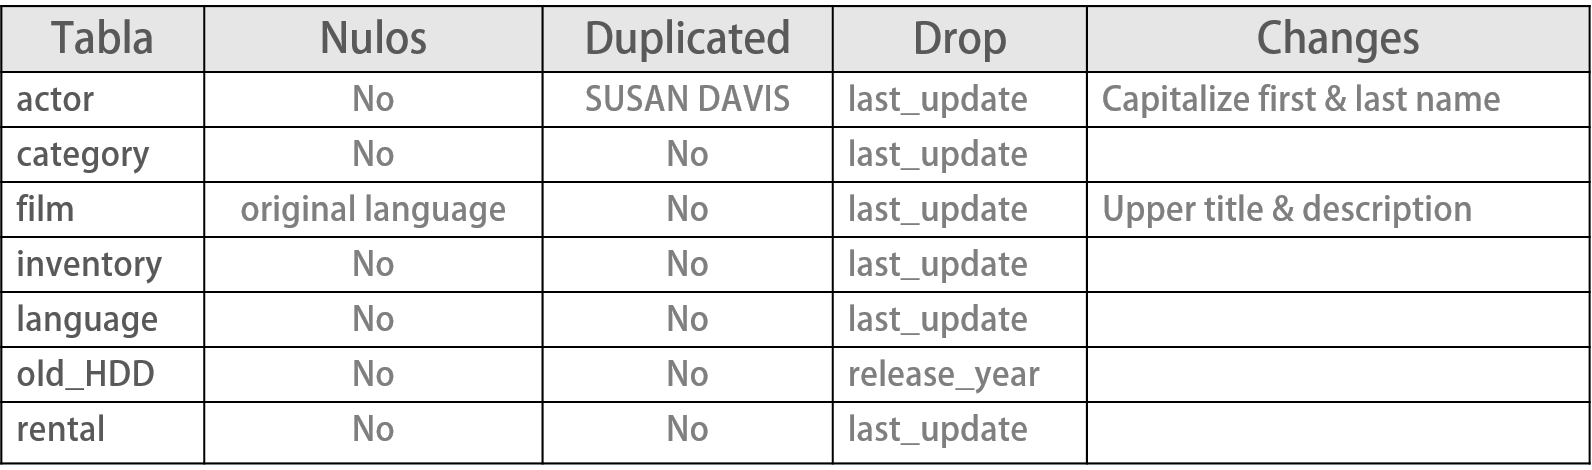 Tabla Nulos Duplicated Drop Changes
actor No SUSAN DAVIS last_update Capitalize first & last name
category No No last_update
film original language No last_update Upper title & description
inventory No No last_update
language No No last_update
old_HDD No No release_year
rental No No last_update